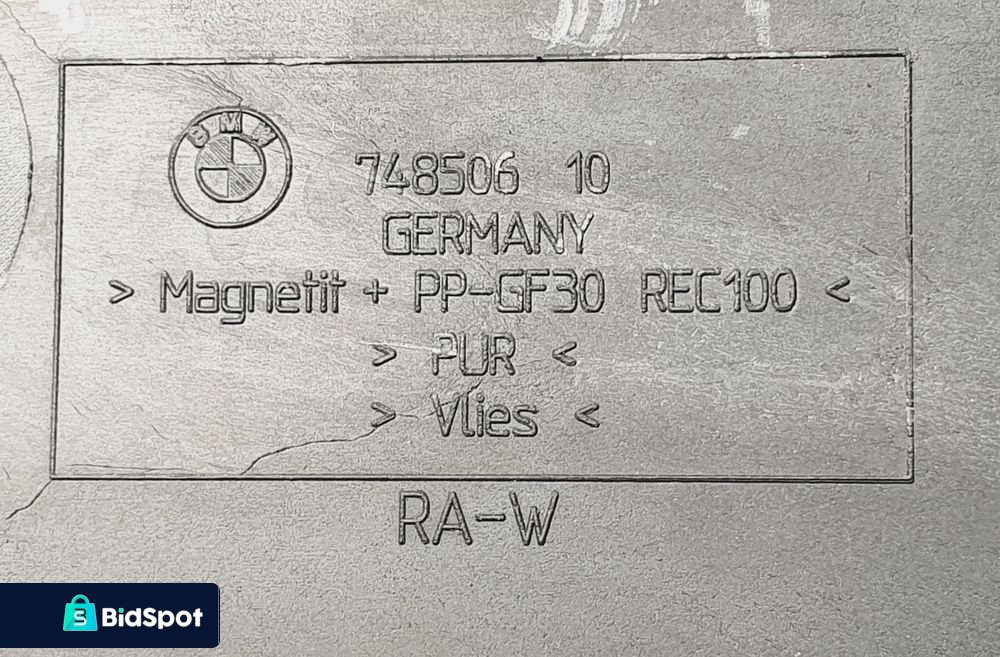 BMW
748506 10
GERMANY
> Magnetit + PP-GF30 REC100 <
> PUR <
> Vlies <
RA-W
BidSpot